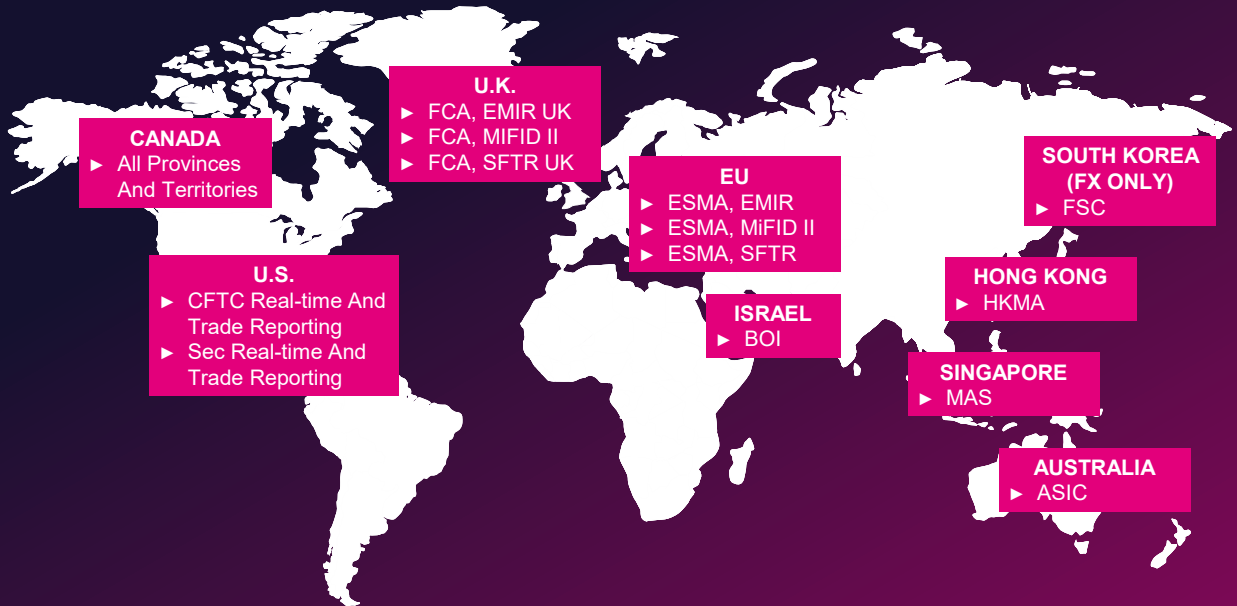 CANADA
► All Provinces
And Territories
U.K.
► FCA, EMIR UK
► FCA, MIFID II
► FCA, SFTR UK
EU
► ESMA, EMIR
► ESMA, MiFID II
► ESMA, SFTR
SOUTH KOREA
(FX ONLY)
► FSC
U.S.
► CFTC Real-time And
Trade Reporting
► Sec Real-time And
Trade Reporting
ISRAEL
► BOI
HONG KONG
► HKMA
SINGAPORE
► MAS
AUSTRALIA
► ASIC